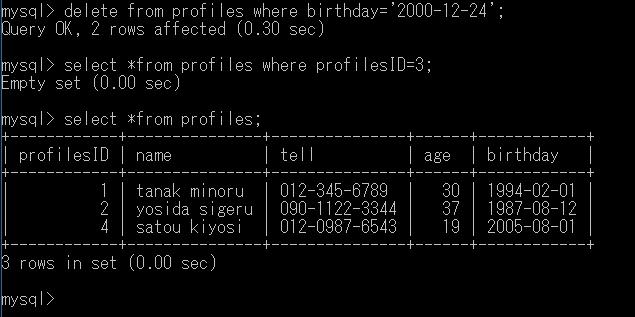 mysql> delete from profiles where birthday='2000-12-24';
Query OK, 2 rows affected (0.30 sec)

mysql> select *from profiles where profilesID=3;
Empty set (0.00 sec)

mysql> select *from profiles;
+------------+---------------+---------------+------+------------+
| profilesID | name          | tell          | age  | birthday   |
+------------+---------------+---------------+------+------------+
|          1 | tanak minoru  | 012-345-6789  |   30 | 1994-02-01 |
|          2 | yosida sigeru | 090-1122-3344 |   37 | 1987-08-12 |
|          4 | satou kiyosi  | 012-0987-6543 |   19 | 2005-08-01 |
+------------+---------------+---------------+------+------------+
3 rows in set (0.00 sec)

mysql>